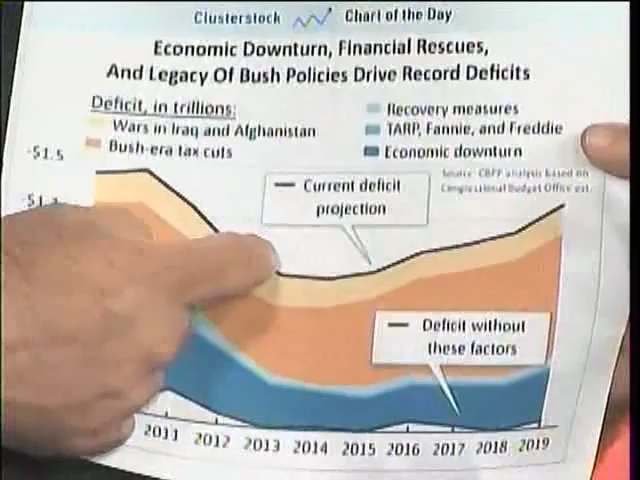 Clusterstock Chart of the Day
Economic Downturn, Financial Rescues,
And Legacy Of Bush Policies Drive Record Deficits
Deficit, in trillions:
Wars in Iraq and Afghanistan
Bush-era tax cuts
Recovery measures
TARP, Fannie, and Freddie
Economic downturn
Source: CBPP analysis based on
Congressional Budget Office est.
-$1.5
Current deficit
projection
Deficit without
these factors
2011 2012 2013 2014 2015 2016 2017 2018 2019